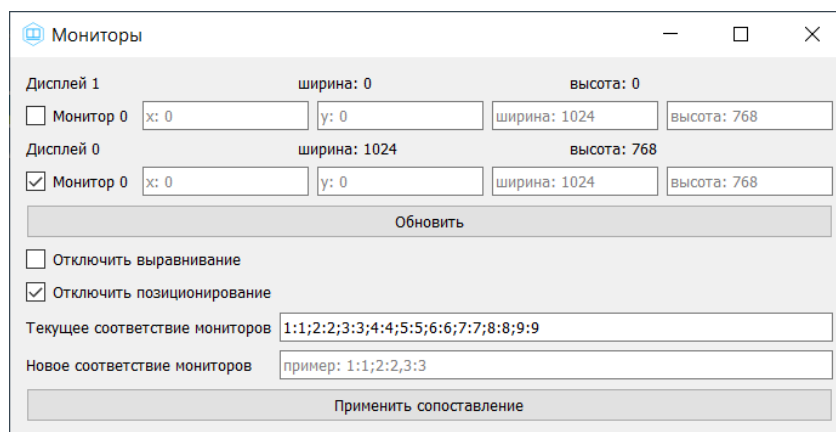 Мониторы
Дисплей 1 ширина: 0 высота: 0
Монитор 0 x: 0 y: 0 ширина: 1024 высота: 768
Дисплей 0 ширина: 1024 высота: 768
Монитор 0 x: 0 y: 0 ширина: 1024 высота: 768
Обновить
Отключить выравнивание
Отключить позиционирование
Текущее соответствие мониторов 1:1;2:2;3:3;4:4;5:5;6:6;7:7;8:8;9:9
Новое соответствие мониторов пример: 1:1;2:2,3:3
Применить сопоставление